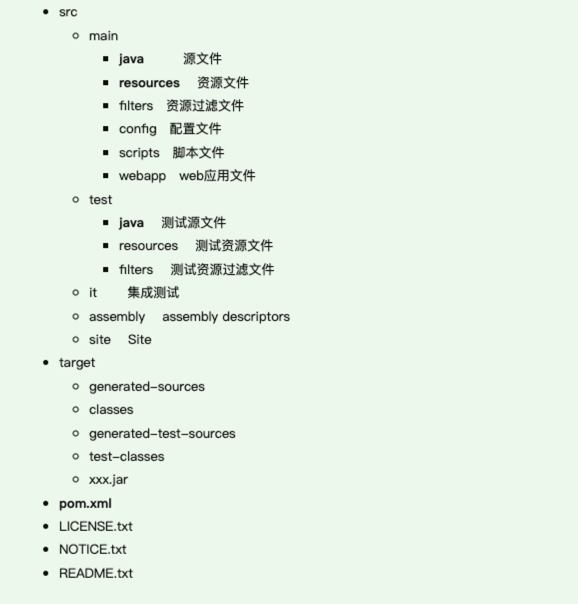 src
main
java 源文件
resources 资源文件
filters 资源过滤文件
config 配置文件
scripts 脚本文件
webapp web应用文件
test
java 测试源文件
resources 测试资源文件
filters 测试资源过滤文件
it 集成测试
assembly assembly descriptors
site Site
target
generated-sources
classes
generated-test-sources
test-classes
xxx.jar
pom.xml
LICENSE.txt
NOTICE.txt
README.txt